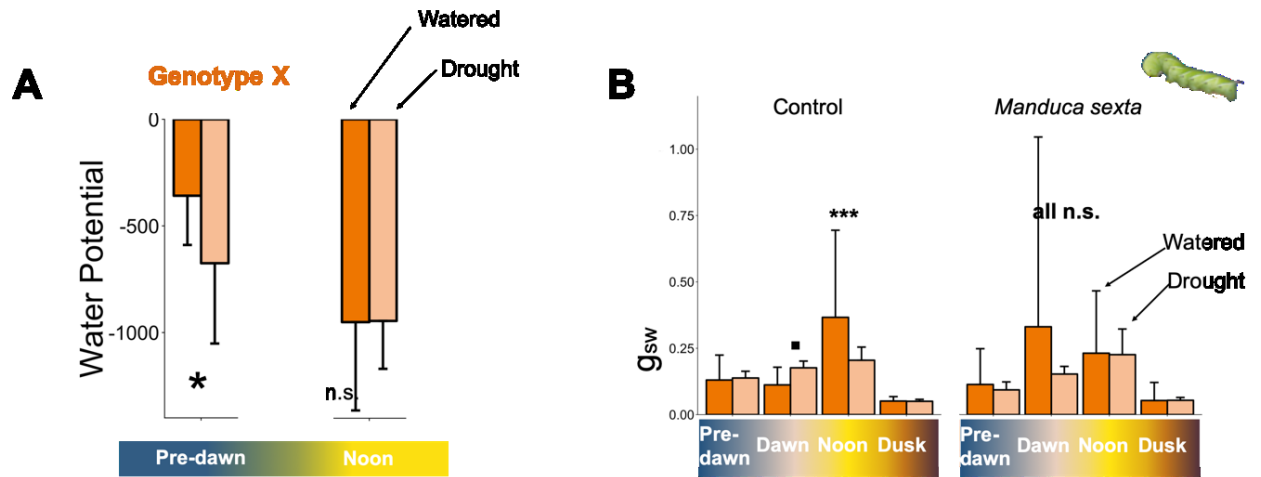 A
Genotype X
Watered
Drought
Water Potential
0
-500
-1000
*
n.s.
Pre-dawn
Noon
B
Control
Manduca sexta
gsw
1.00
0.75
0.50
0.25
0.00
***
all n.s.
Watered
Drought
Pre-
dawn
Dawn
Noon
Dusk
Pre-
dawn
Dawn
Noon
Dusk